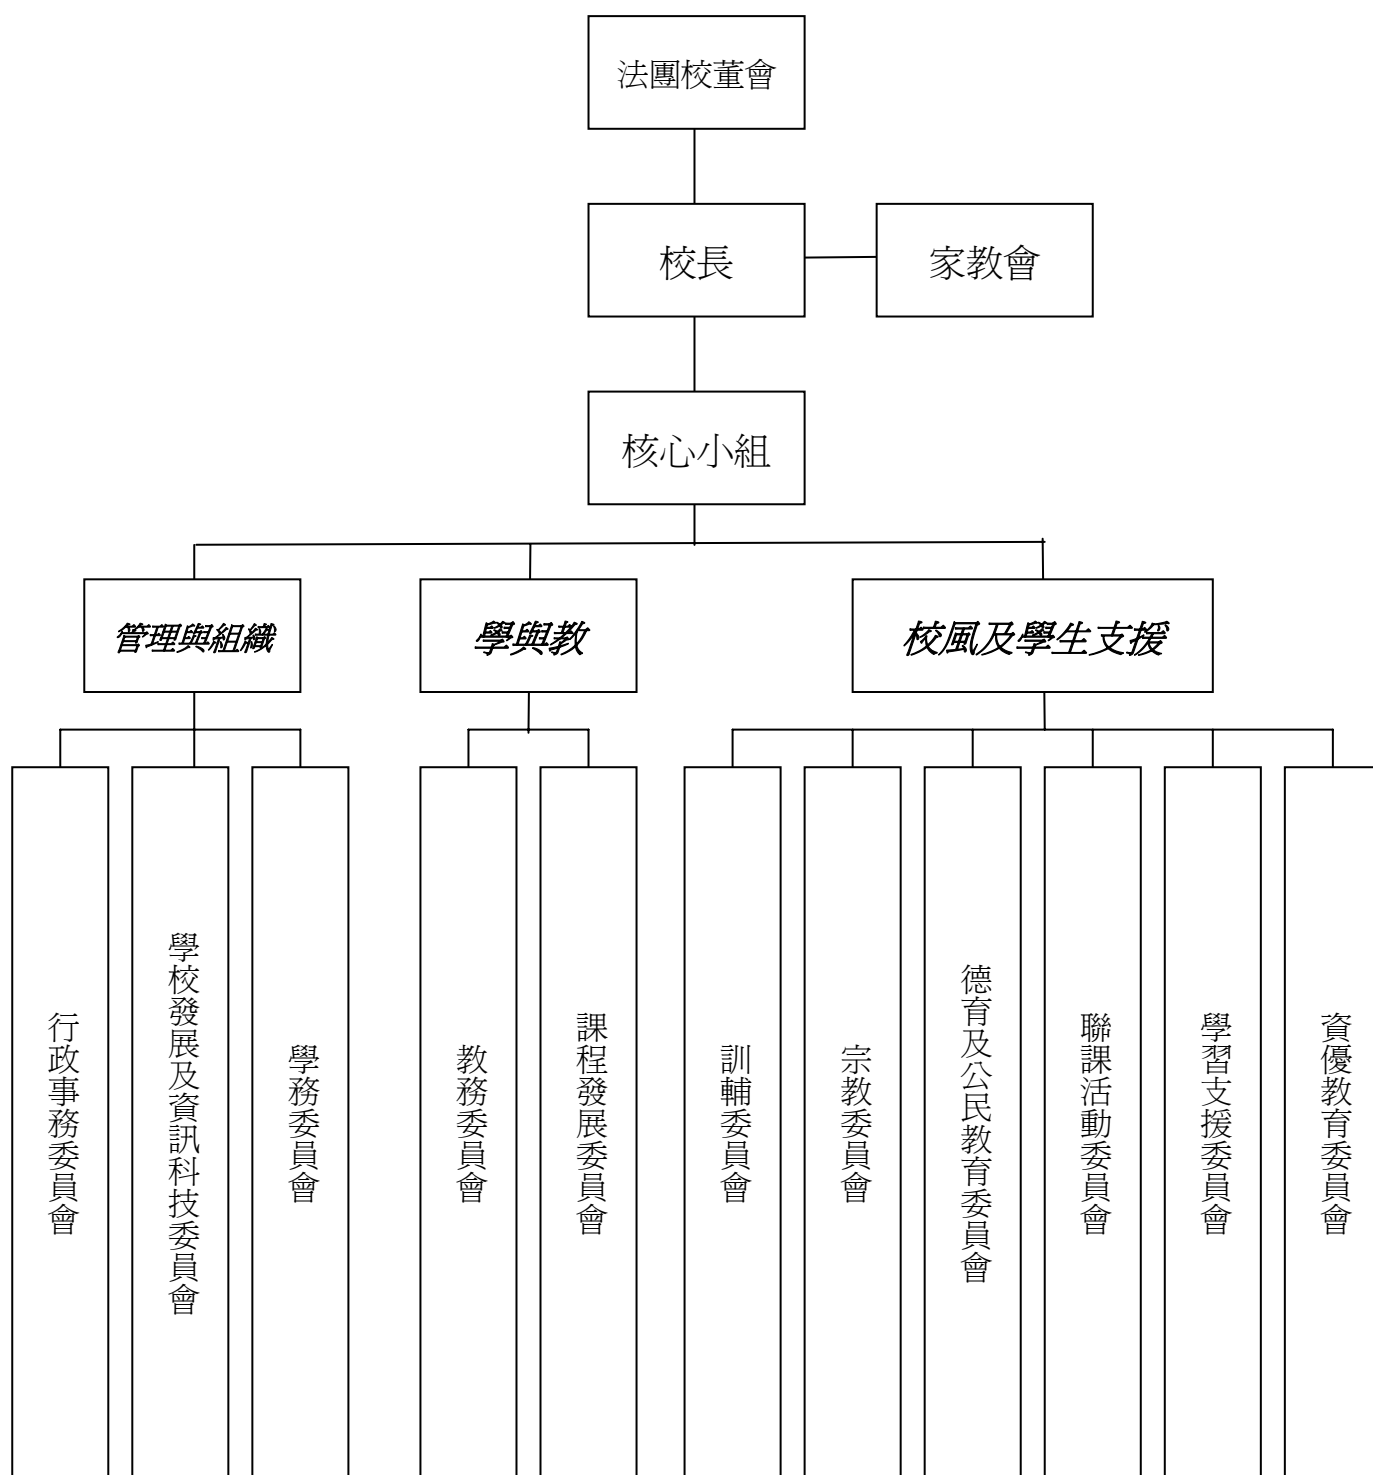 法團校董會
校長
家教會
核心小組
管理與組織
學與教
校風及學生支援
行政事務委員會
學校發展及資訊科技委員會
學務委員會
教務委員會
課程發展委員會
訓輔委員會
宗教委員會
德育及公民教育委員會
聯課活動委員會
學習支援委員會
資優教育委員會